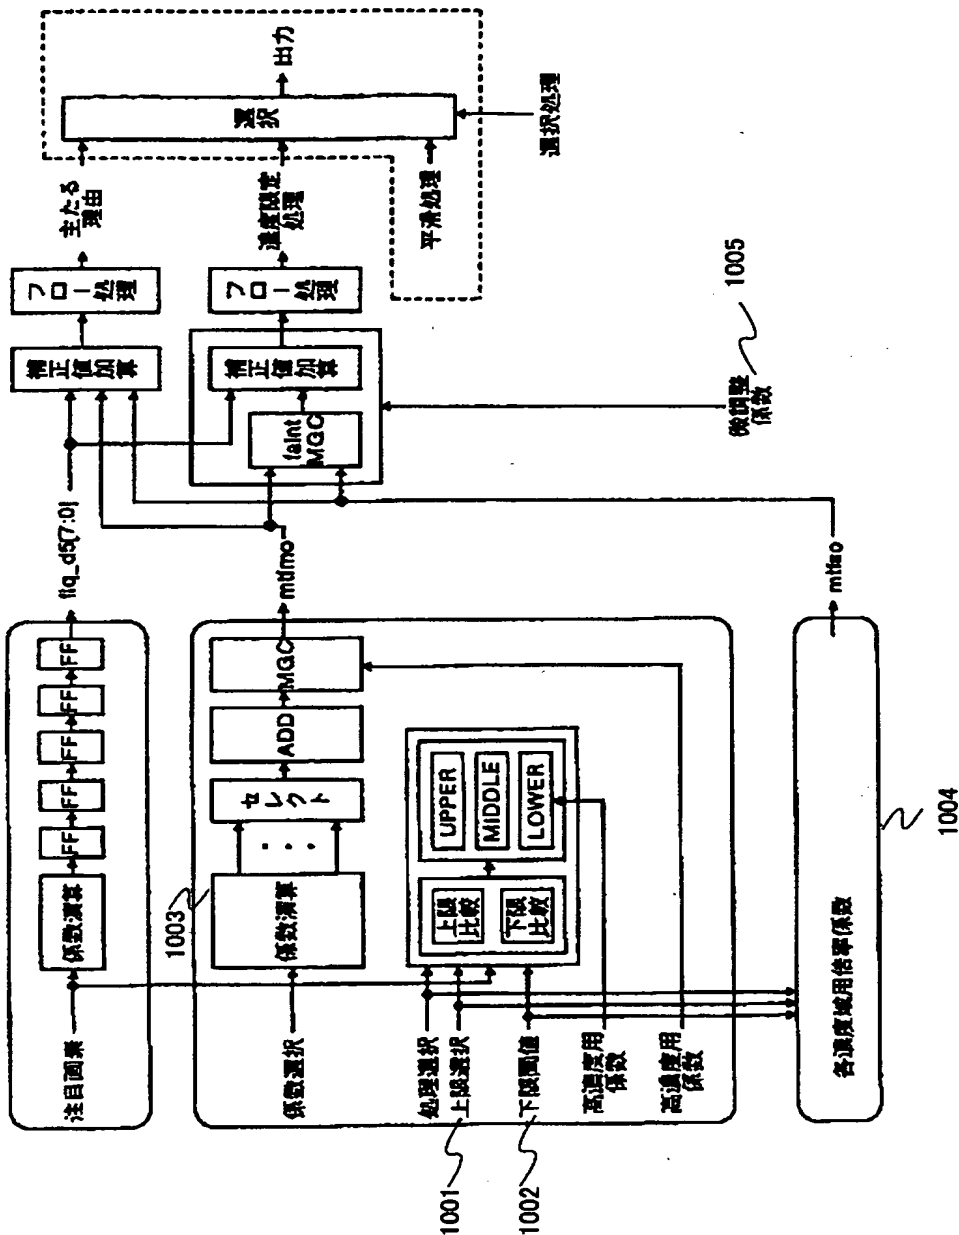 注目画素
係数演算
FF
FF
FF
FF
FF
flq_d5[7:0]
補正値加算
フロー処理
主たる
理由
係数選択
1003
係数演算
・・・
セレクト
ADD
MGC
mtfmo
faint
MGC
補正値加算
フロー処理
濃度限定
処理
選択
出力
平滑処理
選択処理
処理選択
上限選択
下限閾値
高濃度用
係数
高濃度用
係数
1001
1002
上限
比較
下限
比較
UPPER
MIDDLE
LOWER
微調整
係数
1005
各濃度域用倍率係数
mtfso
1004